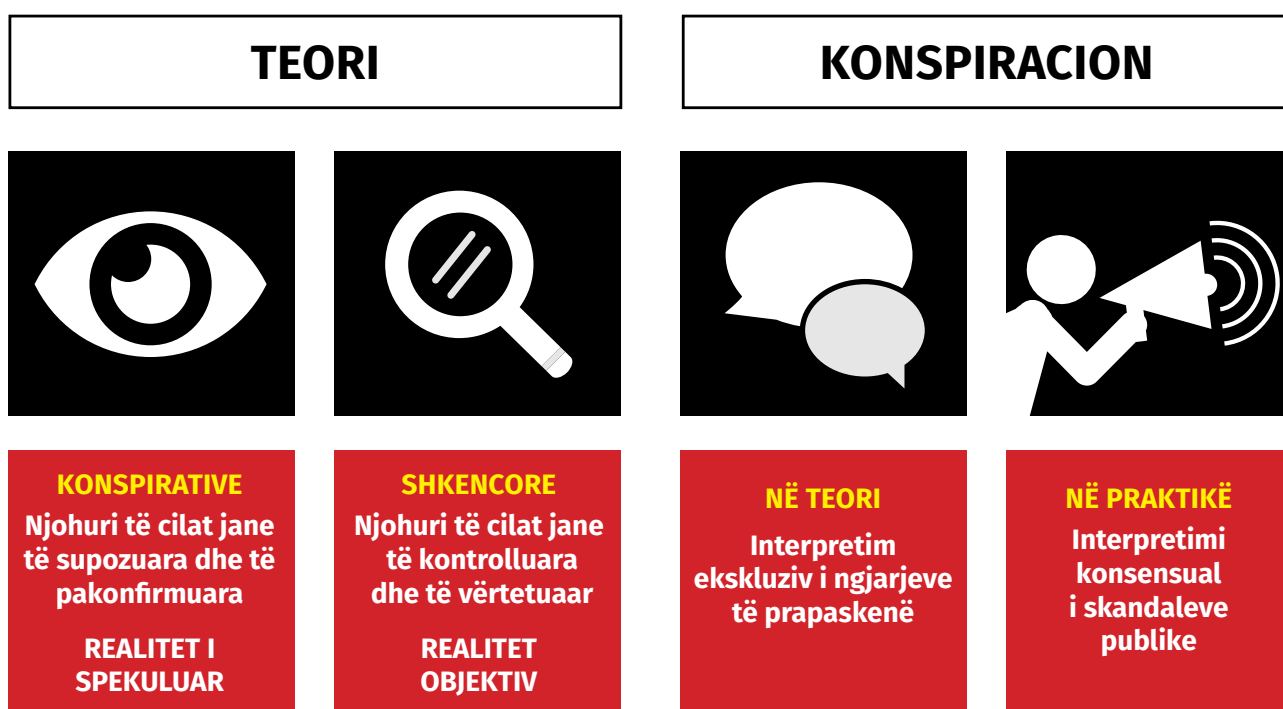 TEORI
KONSPIRACION
KONSPIRATIVE
Njohuri të cilat jane
të supozuara dhe të
pakonfirmuara
REALITET I
SPEKULUAR
SHKENCORE
Njohuri të cilat jane
të kontrolluara
dhe të vërtetuaar
REALITET
OBJEKTIV
NË TEORI
Interpretim
ekskluziv i ngjarjeve
të prapaskenë
NË PRAKTIKË
Interpretimi
konsensual
i skandaleve
publike